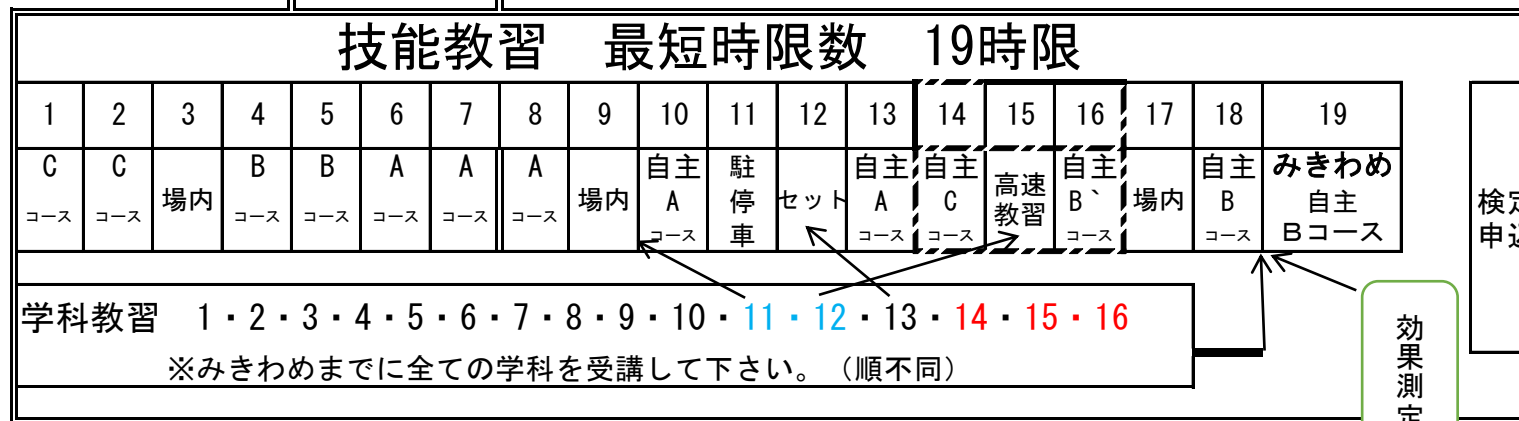 技能教習　最短時限数　19時限
1 2 3 4 5 6 7 8 9 10 11 12 13 14 15 16 17 18 19
C コース
C コース
場内
B コース
B コース
A コース
A コース
A コース
場内
自主 A コース
駐停車
セット
自主 A コース
自主 C コース
高速教習
自主 B` コース
場内
自主 B コース
みきわめ 自主 Bコース
検定
申込
学科教習　1・2・3・4・5・6・7・8・9・10・11・12・13・14・15・16
※みきわめまでに全ての学科を受講して下さい。（順不同）
効果測定